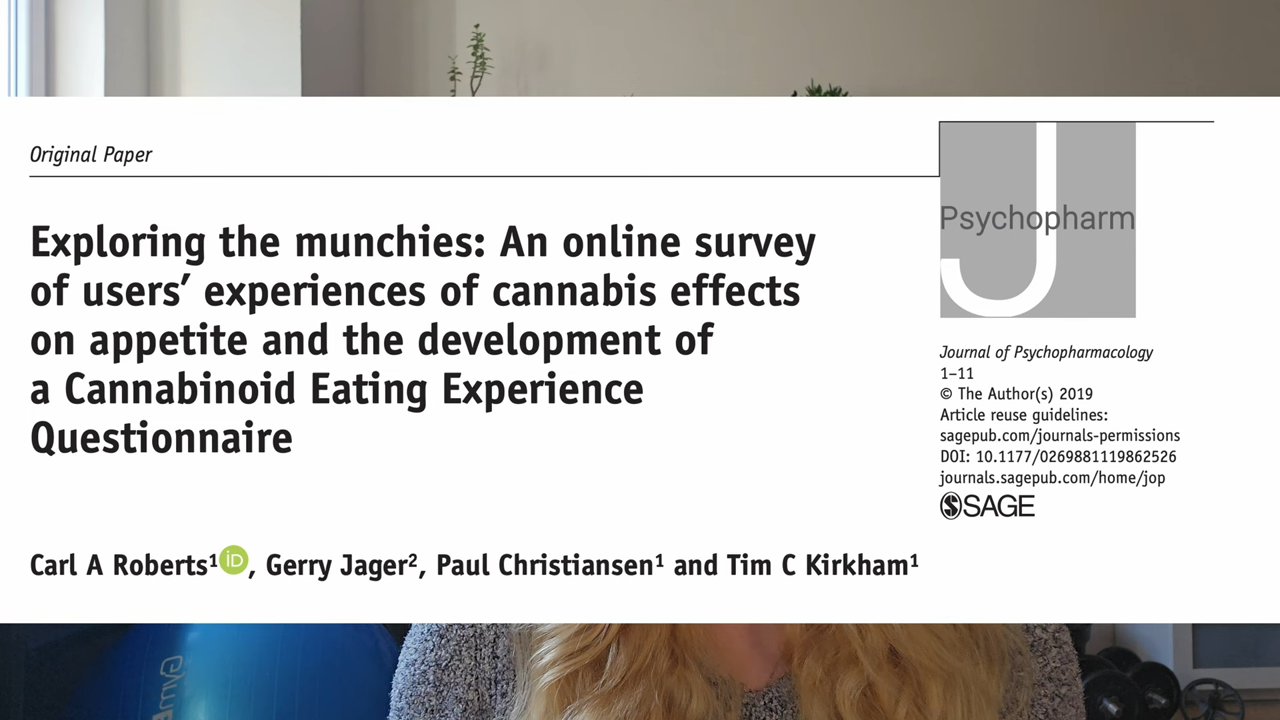 Original Paper
Exploring the munchies: An online survey
of users’ experiences of cannabis effects
on appetite and the development of
a Cannabinoid Eating Experience
Questionnaire
Carl A Roberts¹ iD, Gerry Jager², Paul Christiansen¹ and Tim C Kirkham¹
J
Psychopharm
Journal of Psychopharmacology
1–11
© The Author(s) 2019
Article reuse guidelines:
sagepub.com/journals-permissions
DOI: 10.1177/0269881119862526
journals.sagepub.com/home/jop
SAGE